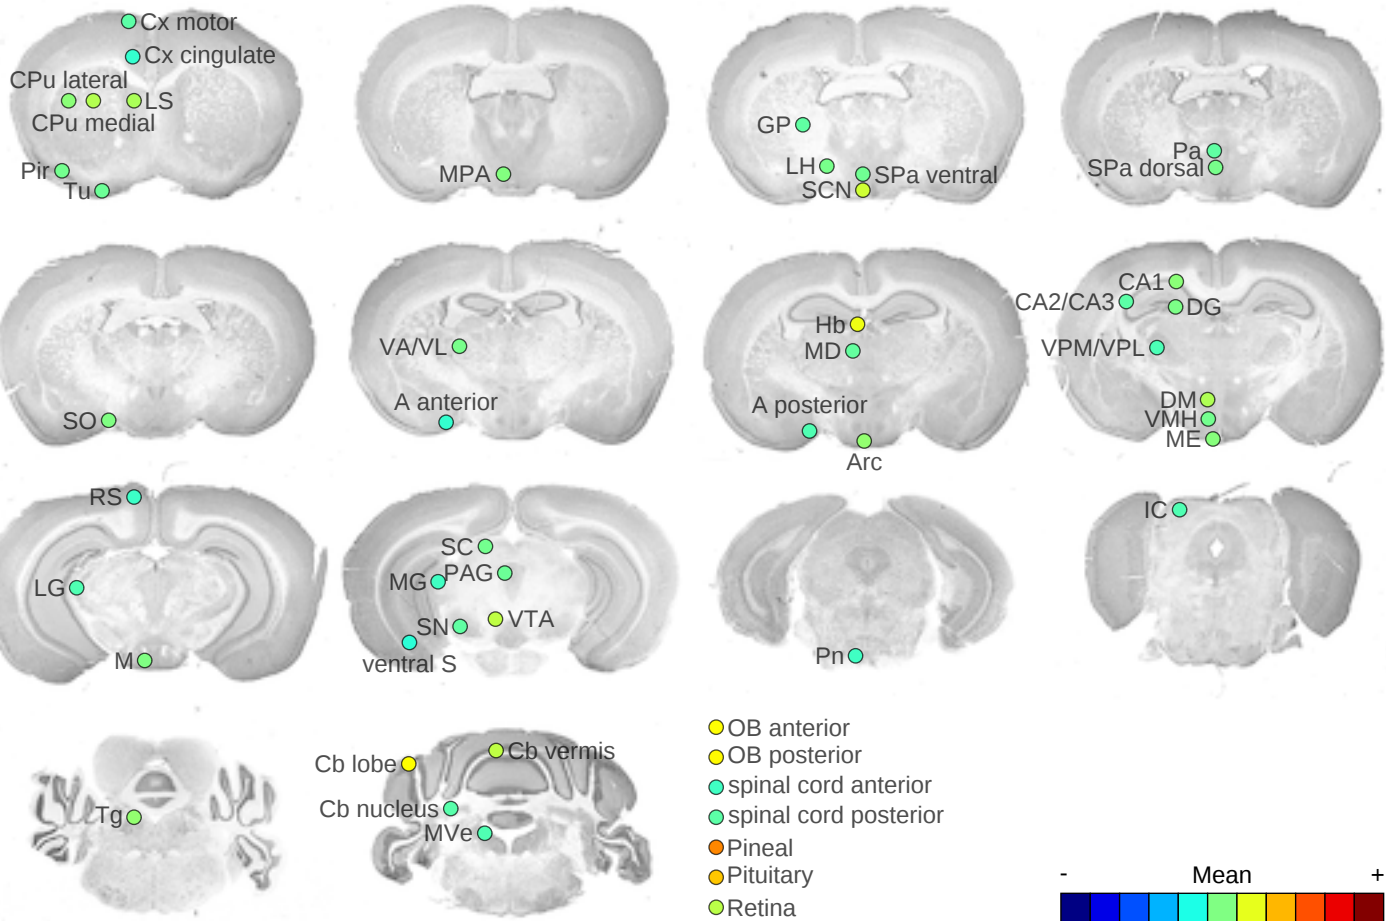 Cx motor
Cx cingulate
CPu lateral
LS
CPu medial
Pir
Tu
MPA
GP
LH
SPa ventral
SCN
Pa
SPa dorsal
SO
VA/VL
A anterior
Hb
MD
A posterior
Arc
CA1
CA2/CA3
DG
VPM/VPL
DM
VMH
ME
RS
LG
M
SC
MG
PAG
SN
VTA
ventral S
Pn
IC
Tg
Cb lobe
Cb vermis
Cb nucleus
MVe
OB anterior
OB posterior
spinal cord anterior
spinal cord posterior
Pineal
Pituitary
Retina
- Mean +